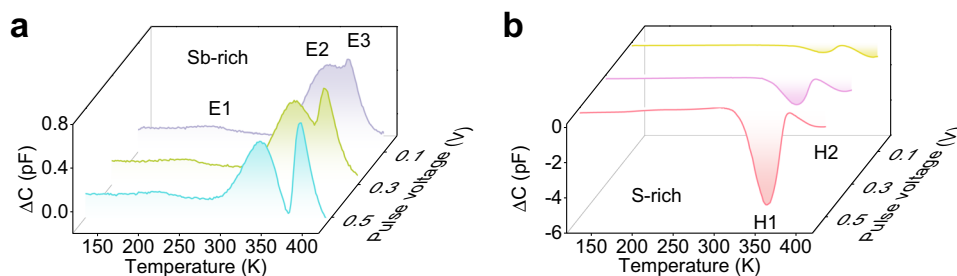 a
Sb-rich
E1
E2
E3
0.8
0.4
0.0
ΔC (pF)
150 200 250 300 350 400
Temperature (K)
0.5
0.3
0.1
Pulse voltage (V)
b
S-rich
H1
H2
0
-2
-4
-6
ΔC (pF)
150 200 250 300 350 400
Temperature (K)
0.5
0.3
0.1
Pulse voltage (V)